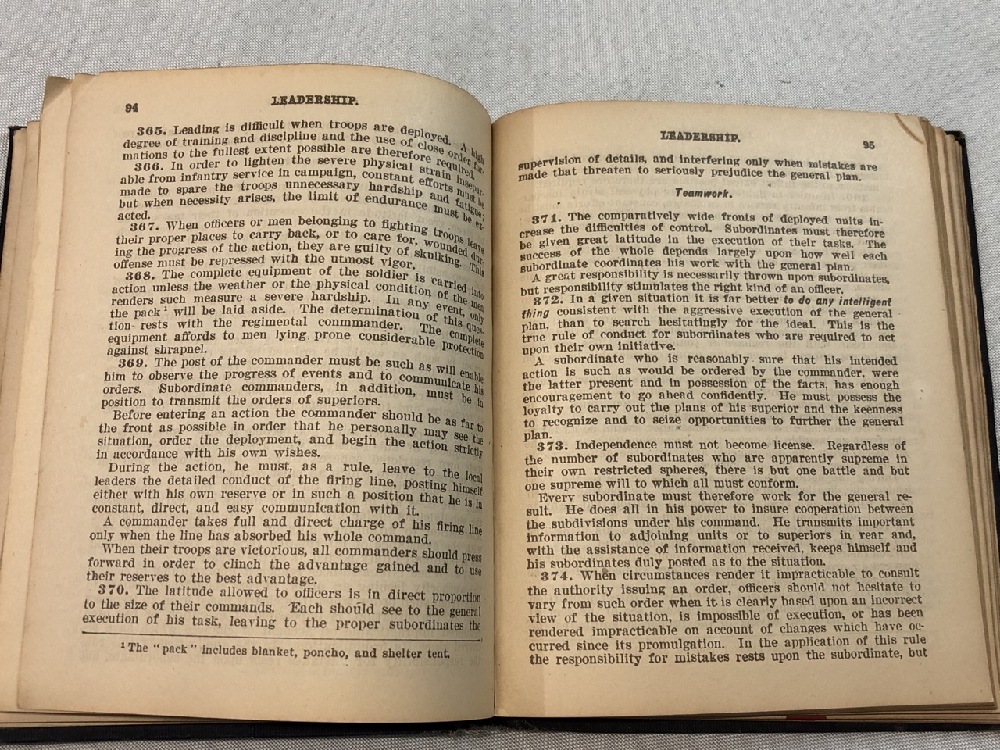 94
LEADERSHIP.
365. Leading is difficult when troops are deployed. A high
degree of training and discipline and the use of close order for-
mations to the fullest extent possible are therefore required.
366. In order to lighten the severe physical strain insepar-
able from infantry service in campaign, constant efforts must be
made to spare the troops unnecessary hardship and fatigue;
but when necessity arises, the limit of endurance must be ex-
acted.
367. When officers or men belonging to fighting troops leave
their proper places to carry back, or to care for, wounded dur-
ing the progress of the action, they are guilty of skulking. This
offense must be repressed with the utmost vigor.
368. The complete equipment of the soldier is carried into
action unless the weather or the physical condition of the men
renders such measure a severe hardship. In any event, only
the pack¹ will be laid aside. The determination of this ques-
tion rests with the regimental conmmander. The complete
equipment affords to men lying prone considerable protection
against shrapnel.
369. The post of the commander must be such as will enable
him to observe the progress of events and to communicate his
orders. Subordinate commanders, in addition, must be in
position to transmit the orders of superiors.
Before entering an action the commander should be as far to
the front as possible in order that he personally may see the
situation, order the deployment, and begin the action strictly
in accordance with his own wishes.
During the action, he must, as a rule, leave to the local
leaders the detailed conduct of the firing line, posting himself
either with his own reserve or in such a position that he is in
constant, direct, and easy communication with it.
A commander takes full and direct charge of his firing line
only when the line has absorbed his whole command.
When their troops are victorious, all commanders should press
forward in order to clinch the advantage gained and to use
their reserves to the best advantage.
370. The latitude allowed to officers is in direct proportion
to the size of their commands. Each should see to the general
execution of his task, leaving to the proper subordinates the
¹ The "pack" includes blanket, poncho, and shelter tent.
LEADERSHIP.
95
supervision of details, and interfering only when mistakes are
made that threaten to seriously prejudice the general plan.
Teamwork.
371. The comparatively wide fronts of deployed units in-
crease the difficulties of control. Subordinates must therefore
be given great latitude in the execution of their tasks. The
success of the whole depends largely upon how well each
subordinate coordinates his work with the general plan.
A great responsibility is necessarily thrown upon subordinates,
but responsibility stimulates the right kind of an officer.
372. In a given situation it is far better to do any intelligent
thing consistent with the aggressive execution of the general
plan, than to search hesitatingly for the ideal. This is the
true rule of conduct for subordinates who are required to act
upon their own initiative.
A subordinate who is reasonably sure that his intended
action is such as would be ordered by the commander, were
the latter present and in possession of the facts, has enough
encouragement to go ahead confidently. He must possess the
loyalty to carry out the plans of his superior and the keenness
to recognize and to seize opportunities to further the general
plan.
373. Independence must not become license. Regardless of
the number of subordinates who are apparently supreme in
their own restricted spheres, there is but one battle and but
one supreme will to which all must conform.
Every subordinate must therefore work for the general re-
sult. He does all in his power to insure cooperation between
the subdivisions under his command. He transmits important
information to adjoining units or to superiors in rear and,
with the assistance of information received, keeps himself and
his subordinates duly posted as to the situation.
374. When circumstances render it impracticable to consult
the authority issuing an order, officers should not hesitate to
vary from such order when it is clearly based upon an incorrect
view of the situation, is impossible of execution, or has been
rendered impracticable on account of changes which have oc-
curred since its promulgation. In the application of this rule
the responsibility for mistakes rests upon the subordinate, but